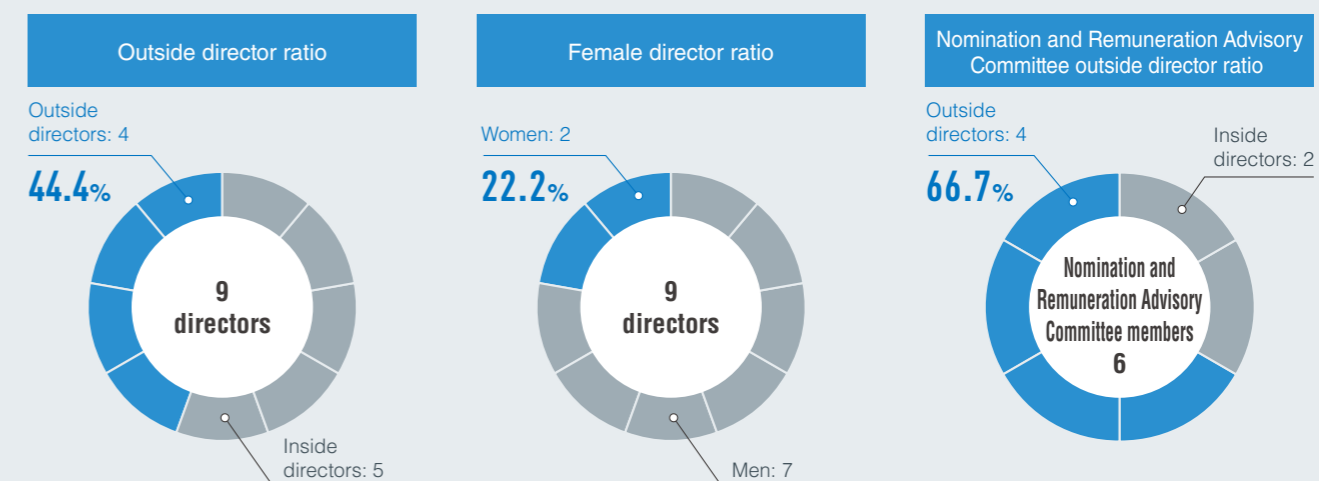 Outside director ratio
Outside
directors: 4
44.4%
9
directors
Inside
directors: 5
Female director ratio
Women: 2
22.2%
9
directors
Men: 7
Nomination and Remuneration Advisory
Committee outside director ratio
Outside
directors: 4
66.7%
Inside
directors: 2
Nomination and
Remuneration Advisory
Committee members
6